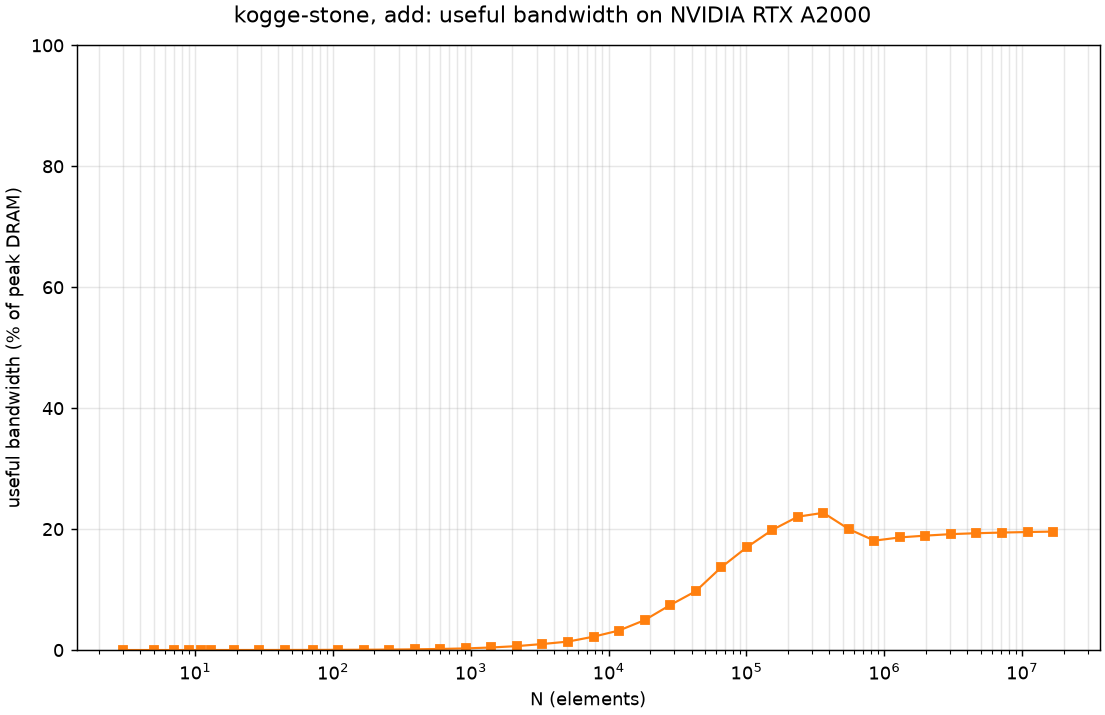 kogge-stone, add: useful bandwidth on NVIDIA RTX A2000
useful bandwidth (% of peak DRAM)
100
80
60
40
20
0
10¹ 10² 10³ 10⁴ 10⁵ 10⁶ 10⁷
N (elements)